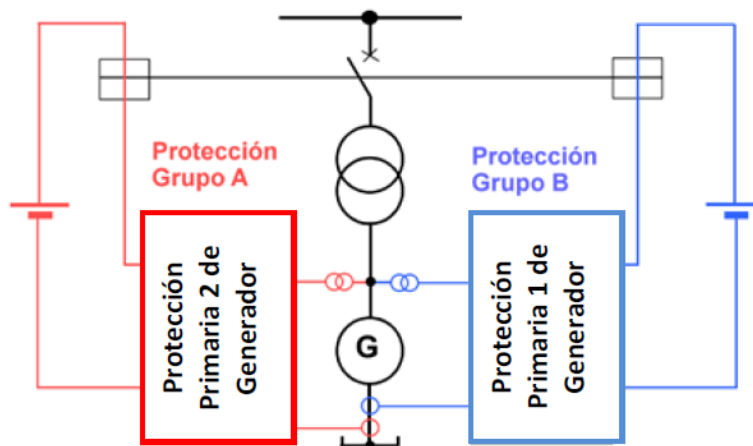 Protección
Grupo A
Protección
Grupo B
Protección
Primaria 2 de
Generador
Protección
Primaria 1 de
Generador
G